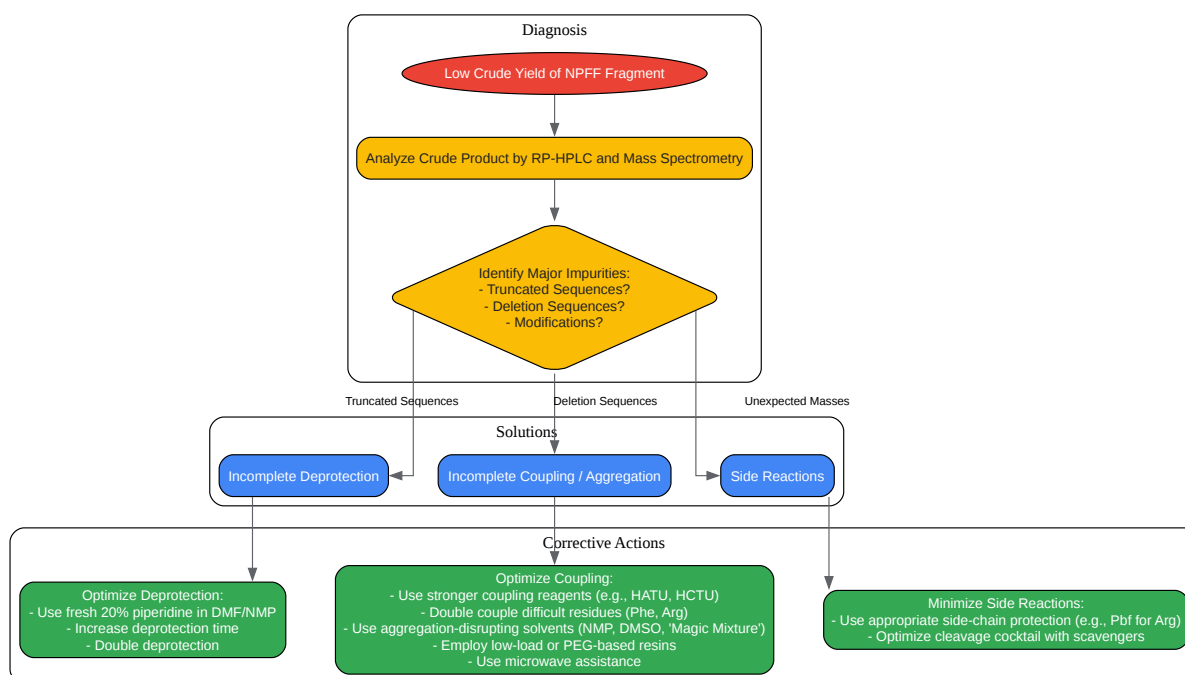 Diagnosis
Low Crude Yield of NPFF Fragment
Analyze Crude Product by RP-HPLC and Mass Spectrometry
Identify Major Impurities:
- Truncated Sequences?
- Deletion Sequences?
- Modifications?
Truncated Sequences
Deletion Sequences
Unexpected Masses
Solutions
Incomplete Deprotection
Incomplete Coupling / Aggregation
Side Reactions
Corrective Actions
Optimize Deprotection:
- Use fresh 20% piperidine in DMF/NMP
- Increase deprotection time
- Double deprotection
Optimize Coupling:
- Use stronger coupling reagents (e.g., HATU, HCTU)
- Double couple difficult residues (Phe, Arg)
- Use aggregation-disrupting solvents (NMP, DMSO, 'Magic Mixture')
- Employ low-load or PEG-based resins
- Use microwave assistance
Minimize Side Reactions:
- Use appropriate side-chain protection (e.g., Pbf for Arg)
- Optimize cleavage cocktail with scavengers